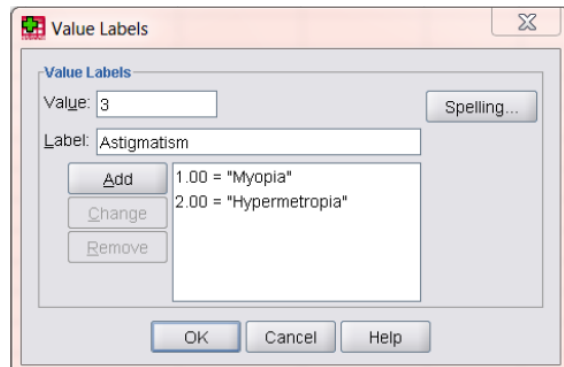 Value Labels
Value Labels
Value: 3
Spelling...
Label: Astigmatism
Add
1.00 = "Myopia"
Change
2.00 = "Hypermetropia"
Remove
OK Cancel Help